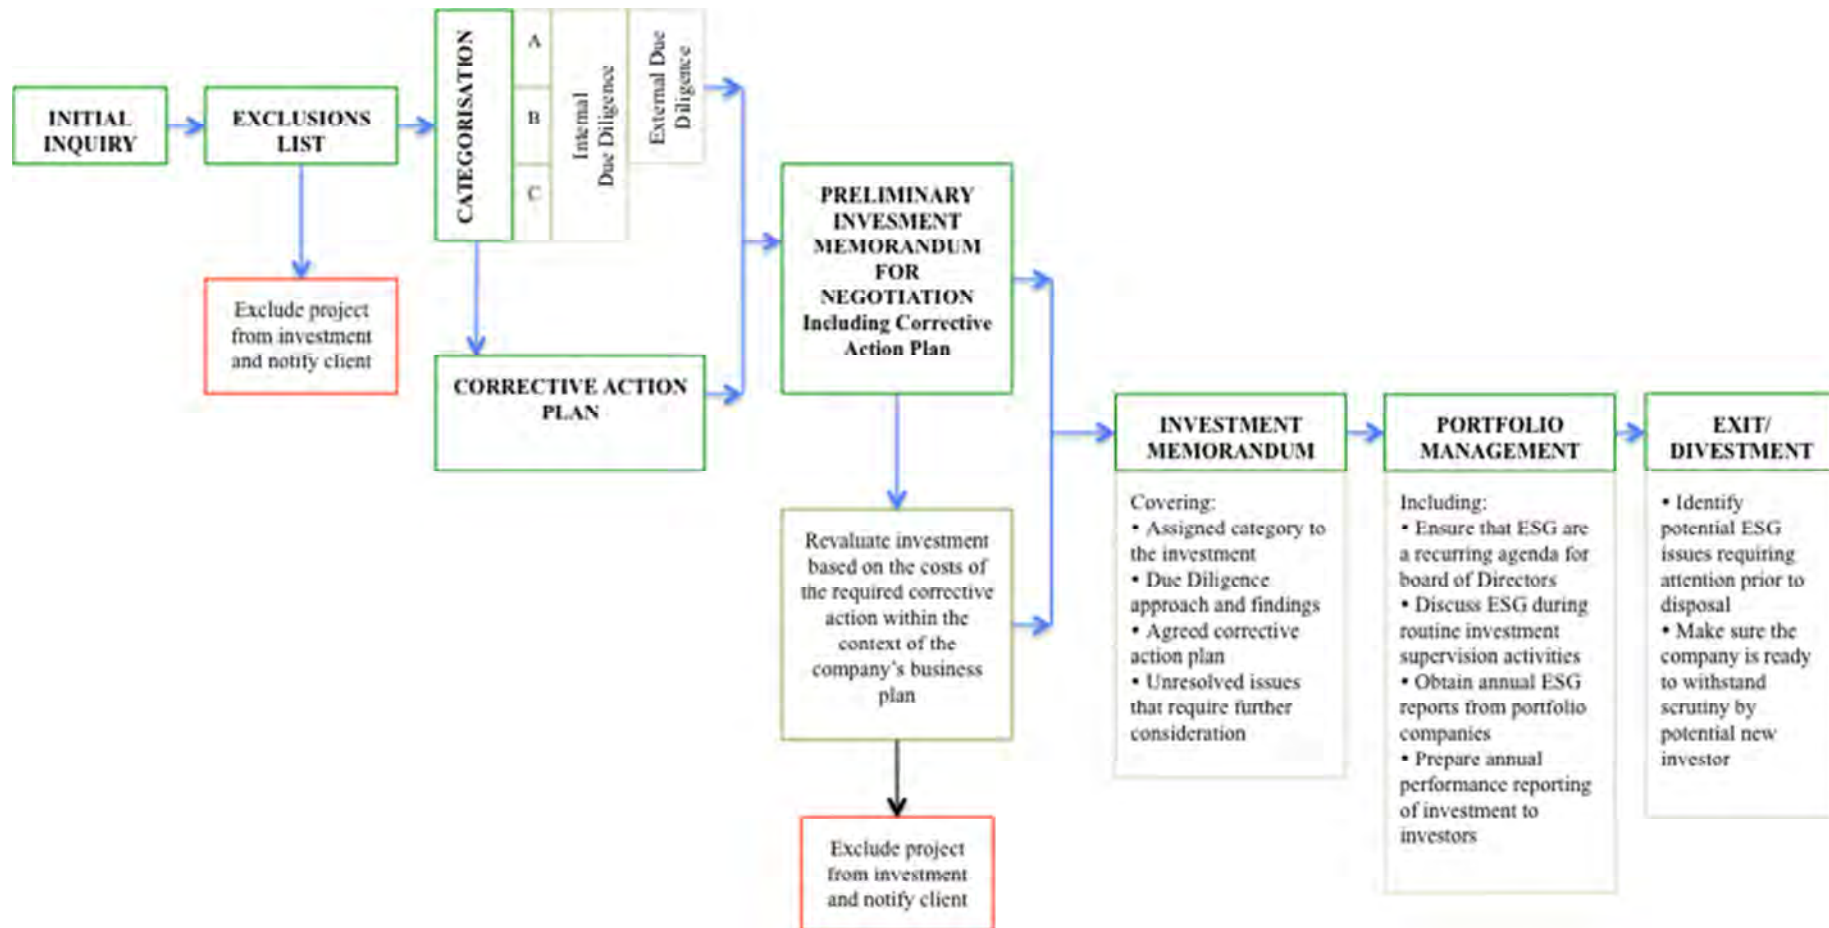 INITIAL
INQUIRY
EXCLUSIONS
LIST
Exclude project
from investment
and notify client
CATEGORISATION
A
B
C
Internal
Due Diligence
External Due
Diligence
CORRECTIVE ACTION
PLAN
PRELIMINARY
INVESMENT
MEMORANDUM
FOR
NEGOTIATION
Including Corrective
Action Plan
Revaluate investment
based on the costs of
the required corrective
action within the
context of the
company's business
plan
Exclude project
from investment
and notify client
INVESTMENT
MEMORANDUM
Covering:
• Assigned category to
the investment
• Due Diligence
approach and findings
• Agreed corrective
action plan
• Unresolved issues
that require further
consideration
PORTFOLIO
MANAGEMENT
Including:
• Ensure that ESG are
a recurring agenda for
board of Directors
• Discuss ESG during
routine investment
supervision activities
• Obtain annual ESG
reports from portfolio
companies
• Prepare annual
performance reporting
of investment to
investors
EXIT/
DIVESTMENT
• Identify
potential ESG
issues requiring
attention prior to
disposal
• Make sure the
company is ready
to withstand
scrutiny by
potential new
investor